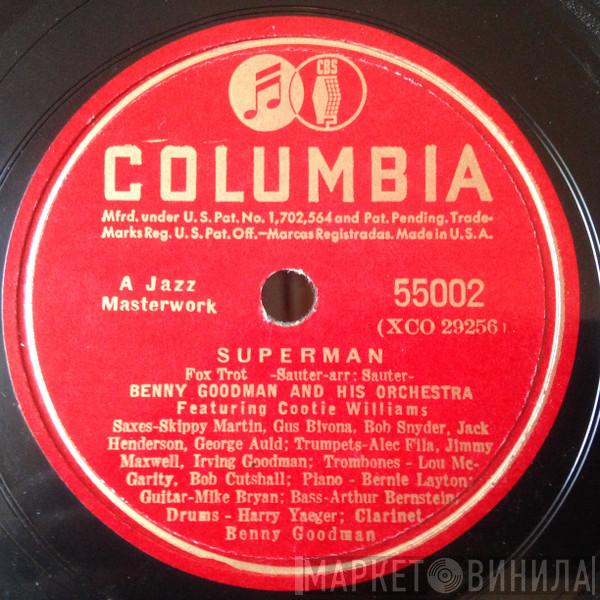 CBS
COLUMBIA
Mfrd. under U. S. Pat. No. 1,702,564 and Pat. Pending. Trade-
Marks Reg. U. S. Pat. Off.—Marcas Registradas. Made in U. S. A.
A Jazz
Masterwork
55002
(XCO 29256)
SUPERMAN
Fox Trot -Sauter-arr: Sauter-
BENNY GOODMAN AND HIS ORCHESTRA
Featuring Cootie Williams
Saxes-Skippy Martin, Gus Bivona, Bob Snyder, Jack
Henderson, George Auld; Trumpets-Alec Fila, Jimmy
Maxwell, Irving Goodman; Trombones - Lou Mc-
Garity, Bob Cutshall; Piano - Bernie Layton;
Guitar-Mike Bryan; Bass-Arthur Bernstein;
Drums - Harry Yaeger; Clarinet-
Benny Goodman
МАРКЕТ ВИНИЛА